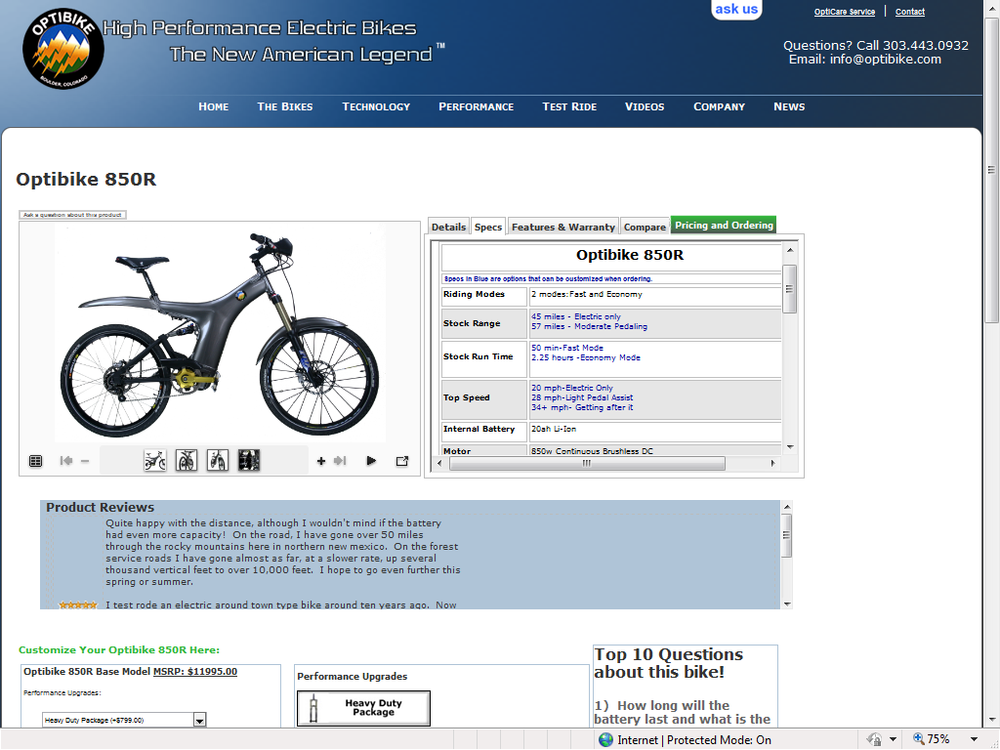 OPTIBIKE
BOULDER, COLORADO
High Performance Electric Bikes
The New American Legend ™
ask us
OptiCare Service | Contact
Questions? Call 303.443.0932
Email: info@optibike.com
HOME THE BIKES TECHNOLOGY PERFORMANCE TEST RIDE VIDEOS COMPANY NEWS
Optibike 850R
Ask a question about this product
Details Specs Features & Warranty Compare Pricing and Ordering
Optibike 850R
Specs in Blue are options that can be customized when ordering.
Riding Modes 2 modes:Fast and Economy
Stock Range 45 miles - Electric only
57 miles - Moderate Pedaling
Stock Run Time 50 min-Fast Mode
2.25 hours -Economy Mode
Top Speed 20 mph-Electric Only
28 mph-Light Pedal Assist
34+ mph- Getting after it
Internal Battery 20ah Li-Ion
Motor 850w Continuous Brushless DC
Product Reviews
Quite happy with the distance, although I wouldn't mind if the battery
had even more capacity! On the road, I have gone over 50 miles
through the rocky mountains here in northern new mexico. On the forest
service roads I have gone almost as far, at a slower rate, up several
thousand vertical feet to over 10,000 feet. I hope to go even further this
spring or summer.
I test rode an electric around town type bike around ten years ago. Now
Customize Your Optibike 850R Here:
Optibike 850R Base Model MSRP: $11995.00
Performance Upgrades:
Heavy Duty Package (+$799.00)
Performance Upgrades
Heavy Duty
Package
Top 10 Questions
about this bike!
1) How long will the
battery last and what is the
Internet | Protected Mode: On
75%